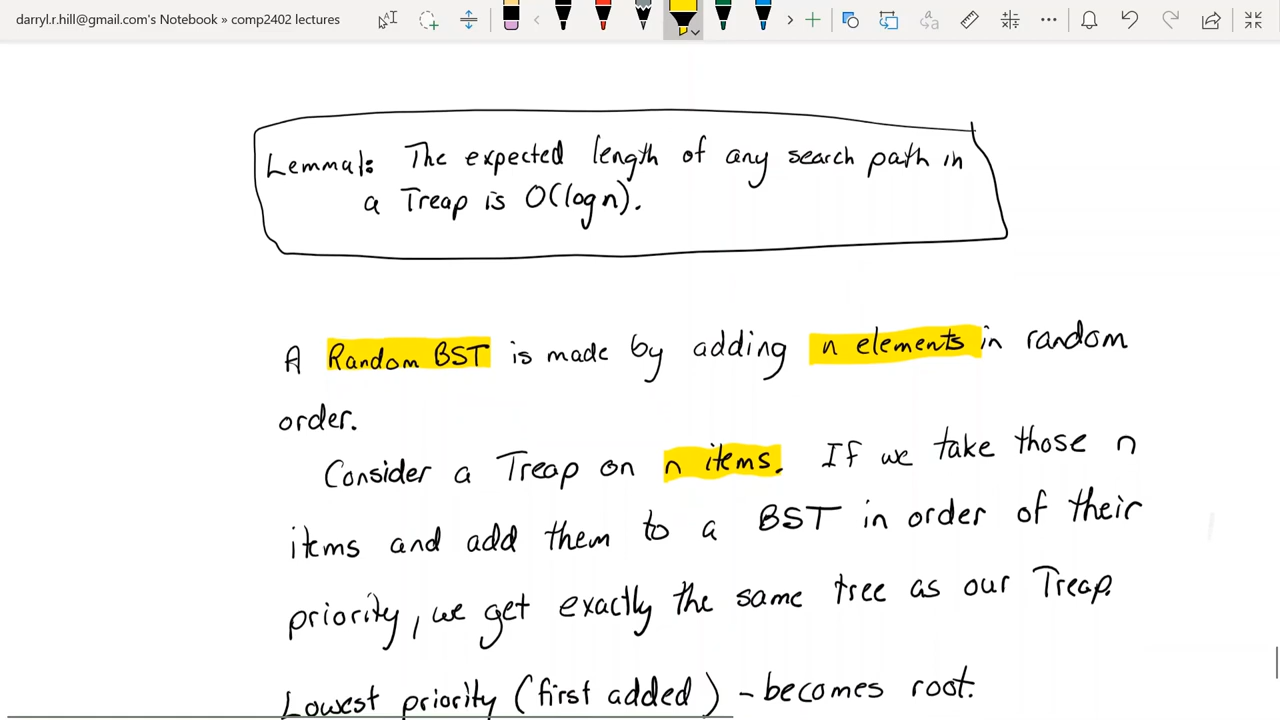 darryl.r.hill@gmail.com's Notebook » comp2402 lectures
Lemma1: The expected length of any search path in
a Treap is O(log n).
A Random BST is made by adding n elements in random
order.
Consider a Treap on n items. If we take those n
items and add them to a BST in order of their
priority, we get exactly the same tree as our Treap.
Lowest priority (first added) - becomes root.